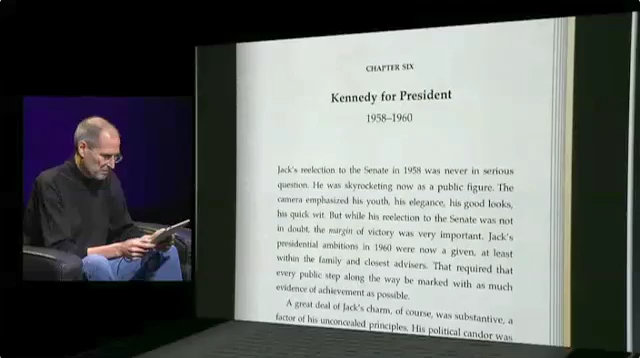 CHAPTER SIX
Kennedy for President
1958–1960
Jack's reelection to the Senate in 1958 was never in serious
question. He was skyrocketing now as a public figure. The
camera emphasized his youth, his elegance, his good looks,
his quick wit. But while his reelection to the Senate was not
in doubt, the margin of victory was very important. Jack's
presidential ambitions in 1960 were now a given, at least
within the family and closest advisers. That required that
every public step along the way be marked with as much
evidence of achievement as possible.
A great deal of Jack's charm, of course, was substantive, a
factor of his unconcealed principles. His political candor was